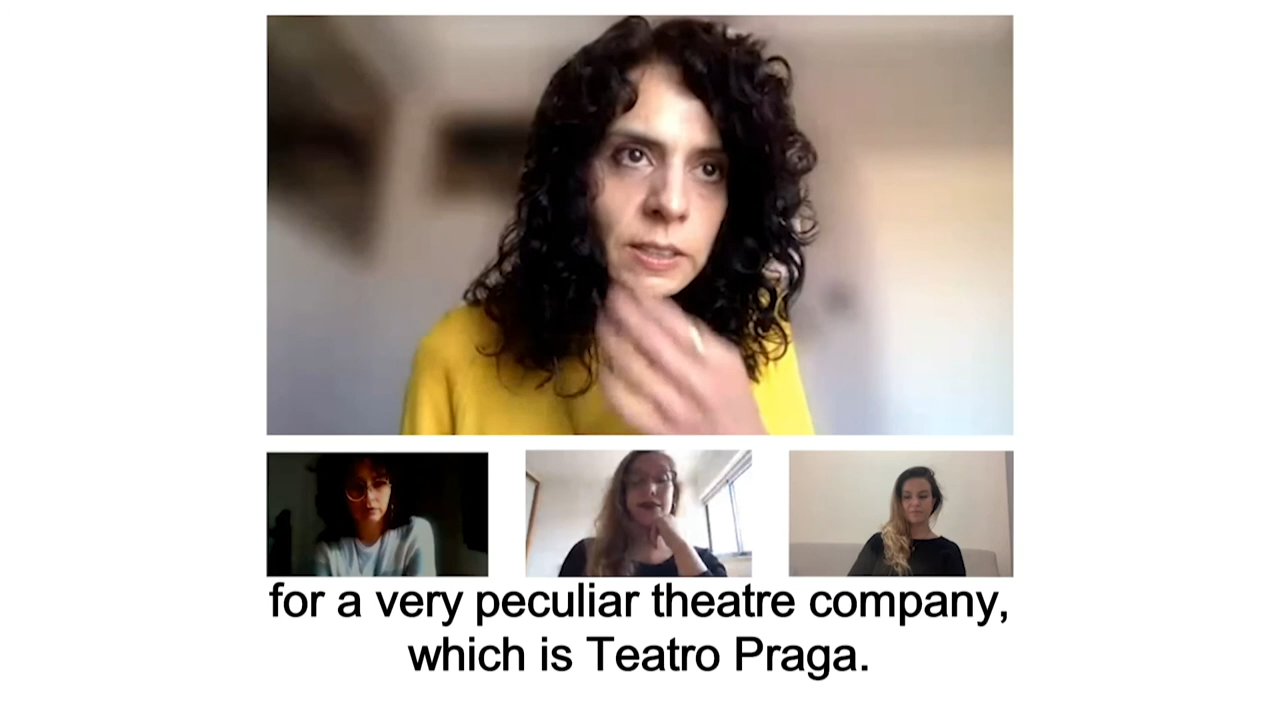 for a very peculiar theatre company,
which is Teatro Praga.